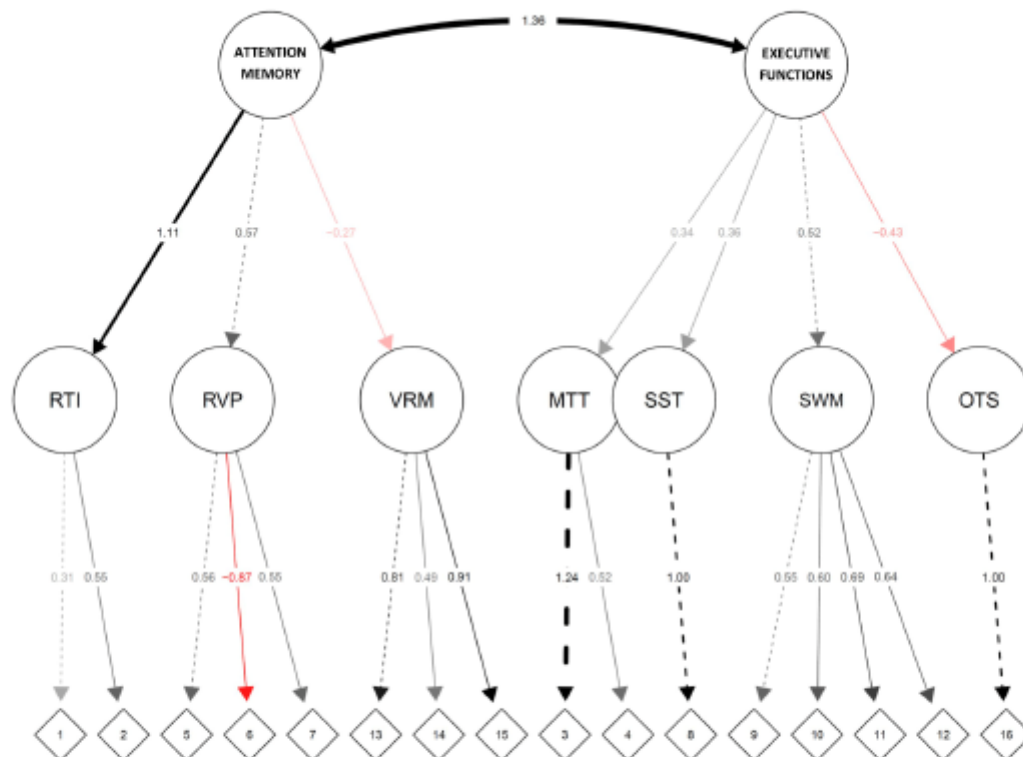 1.36
ATTENTION
MEMORY
EXECUTIVE
FUNCTIONS
1.11 0.57 −0.27 0.34 0.36 0.52 −0.43
RTI RVP VRM MTT SST SWM OTS
0.31 0.55 0.56 −0.87 0.55 0.81 0.49 0.91 1.24 0.52 1.00 0.55 0.60 0.69 0.64 1.00
1 2 5 6 7 13 14 15 3 4 8 9 10 11 12 16